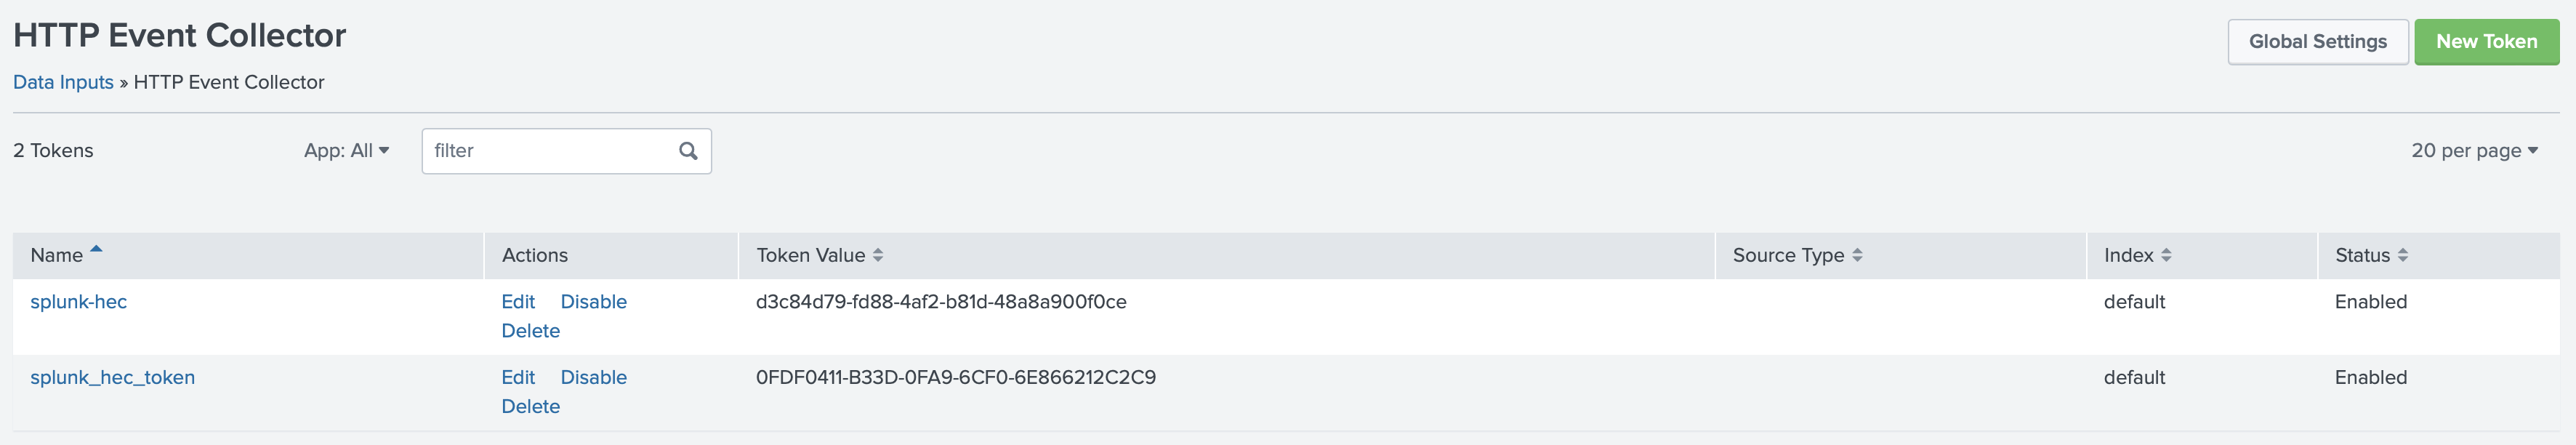 HTTP Event Collector
Global Settings
New Token
Data Inputs » HTTP Event Collector
2 Tokens
App: All
filter
20 per page
Name Actions Token Value Source Type Index Status
splunk-hec Edit Disable d3c84d79-fd88-4af2-b81d-48a8a900f0ce default Enabled
Delete
splunk_hec_token Edit Disable 0FDF0411-B33D-0FA9-6CF0-6E866212C2C9 default Enabled
Delete